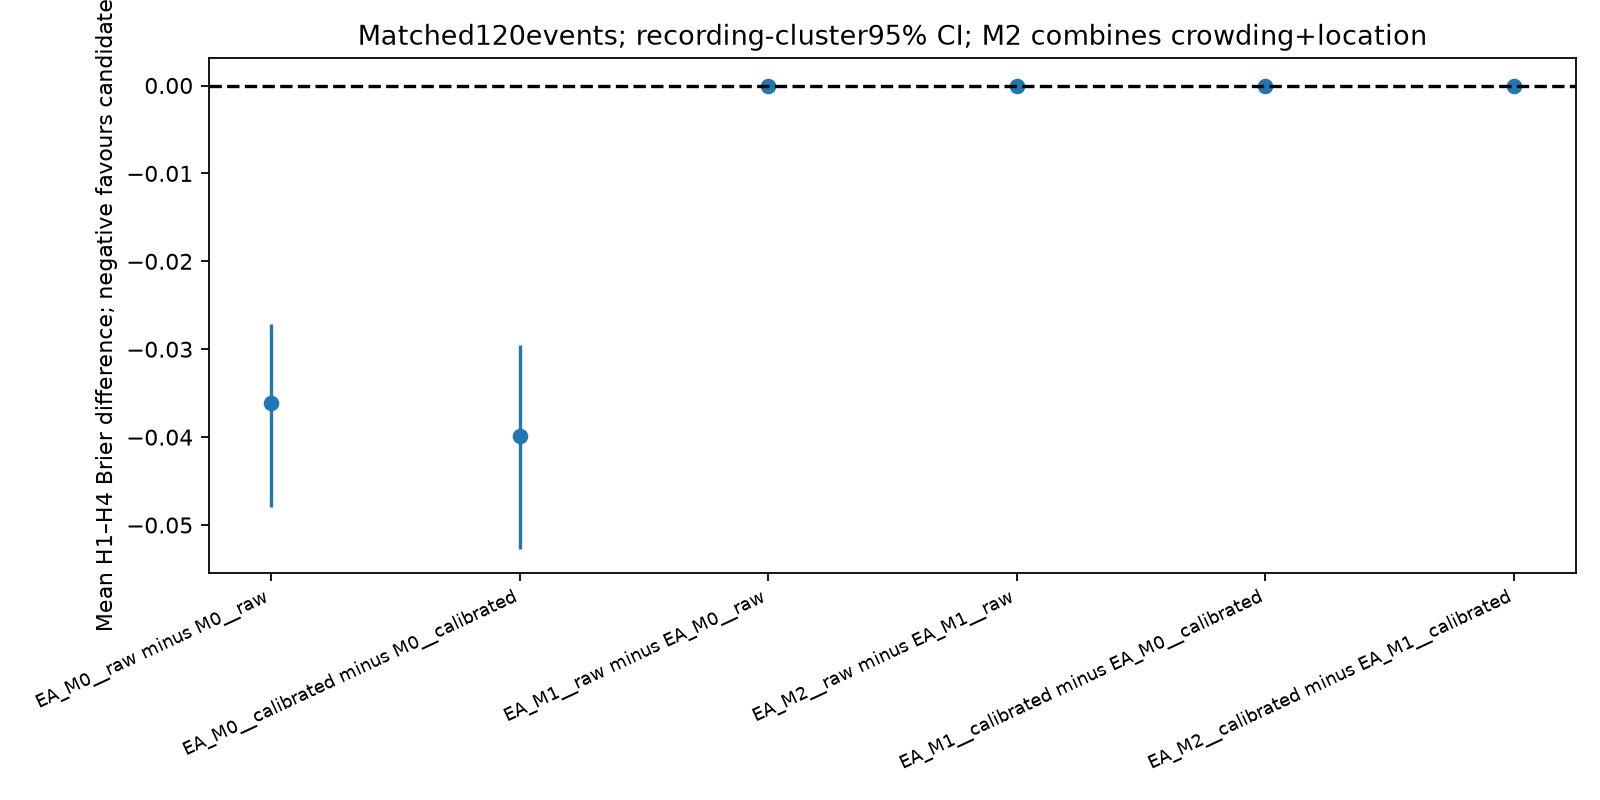 Matched120events; recording-cluster95% CI; M2 combines crowding+location
Mean H1–H4 Brier difference; negative favours candidate
0.00
−0.01
−0.02
−0.03
−0.04
−0.05
EA_M0__raw minus M0__raw
EA_M0__calibrated minus M0__calibrated
EA_M1__raw minus EA_M0__raw
EA_M2__raw minus EA_M1__raw
EA_M1__calibrated minus EA_M0__calibrated
EA_M2__calibrated minus EA_M1__calibrated